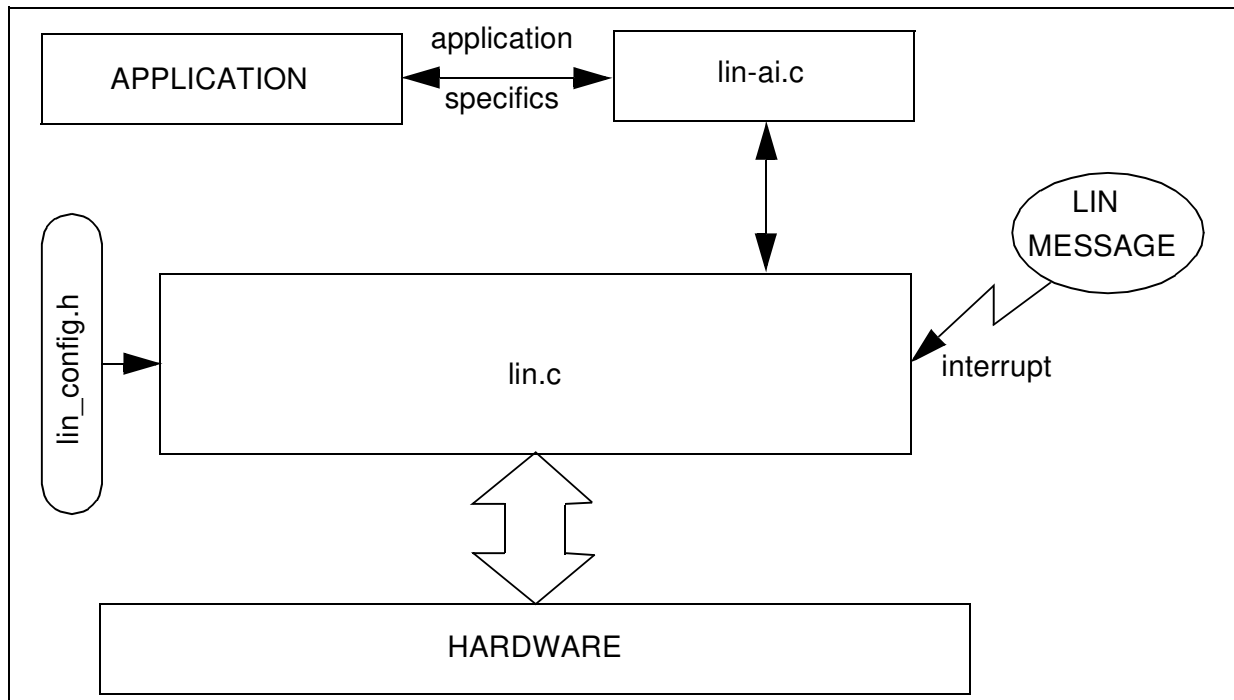 APPLICATION
application
specifics
lin-ai.c
LIN
MESSAGE
lin_config.h
lin.c
interrupt
HARDWARE